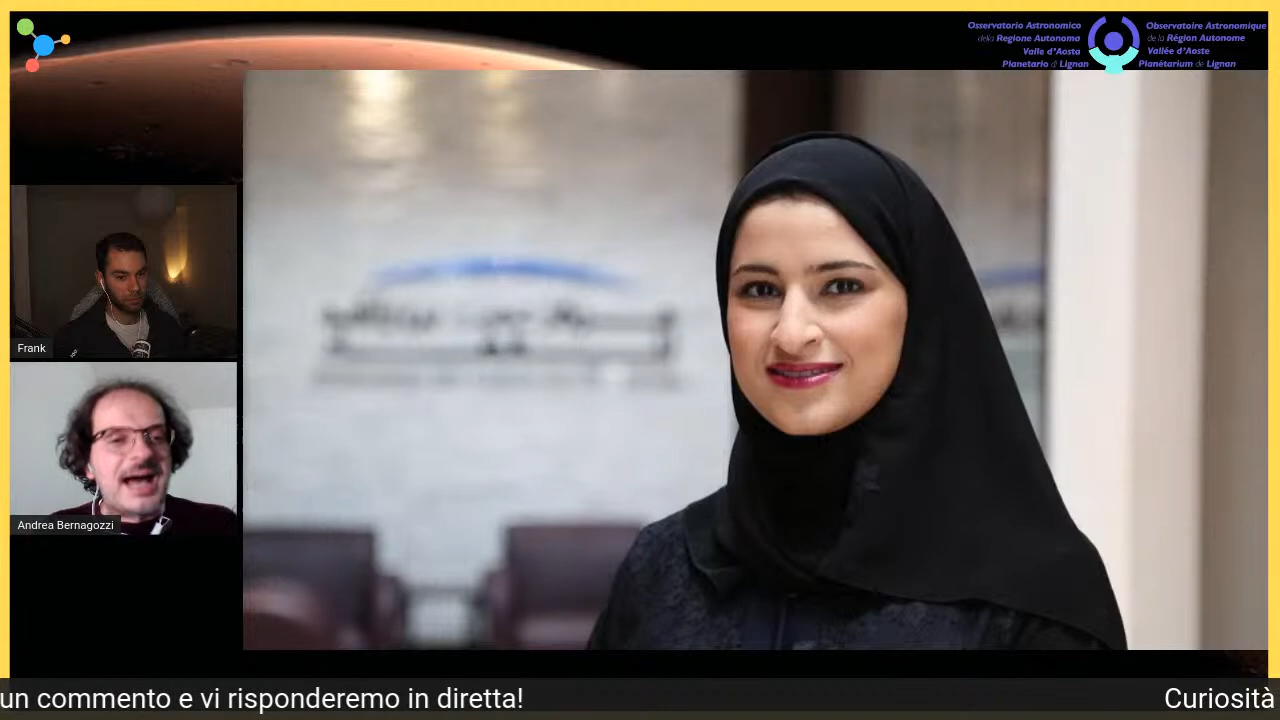 Osservatorio Astronomico
della Regione Autonoma
Valle d'Aosta
Planetario di Lignan
Observatoire Astronomique
de la Région Autonome
Vallée d'Aoste
Planétarium de Lignan
Frank
Andrea Bernagozzi
un commento e vi risponderemo in diretta!
Curiosità